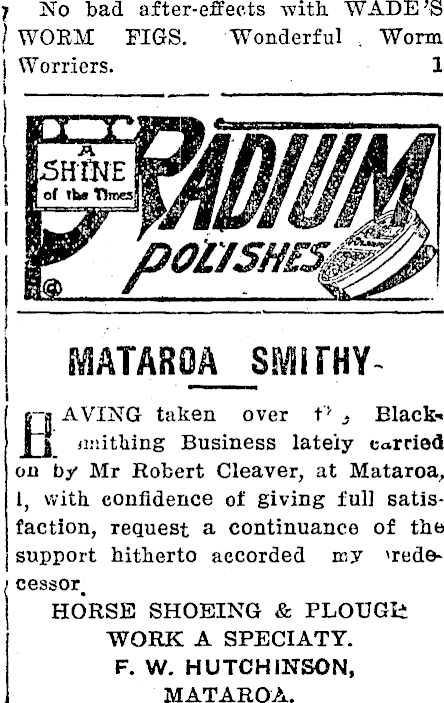 No bad after-effects with WADE'S
WORM FIGS. Wonderful Worm
Worriers. 1
A
SHINE
of the Times
RADIUM
POLISHES
MATAROA SMITHY
HAVING taken over the Black-
smithing Business lately carried
on by Mr Robert Cleaver, at Mataroa,
I, with confidence of giving full satis-
faction, request a continuance of the
support hitherto accorded my prede-
cessor.
HORSE SHOEING & PLOUGH
WORK A SPECIATY.
F. W. HUTCHINSON,
MATAROA.